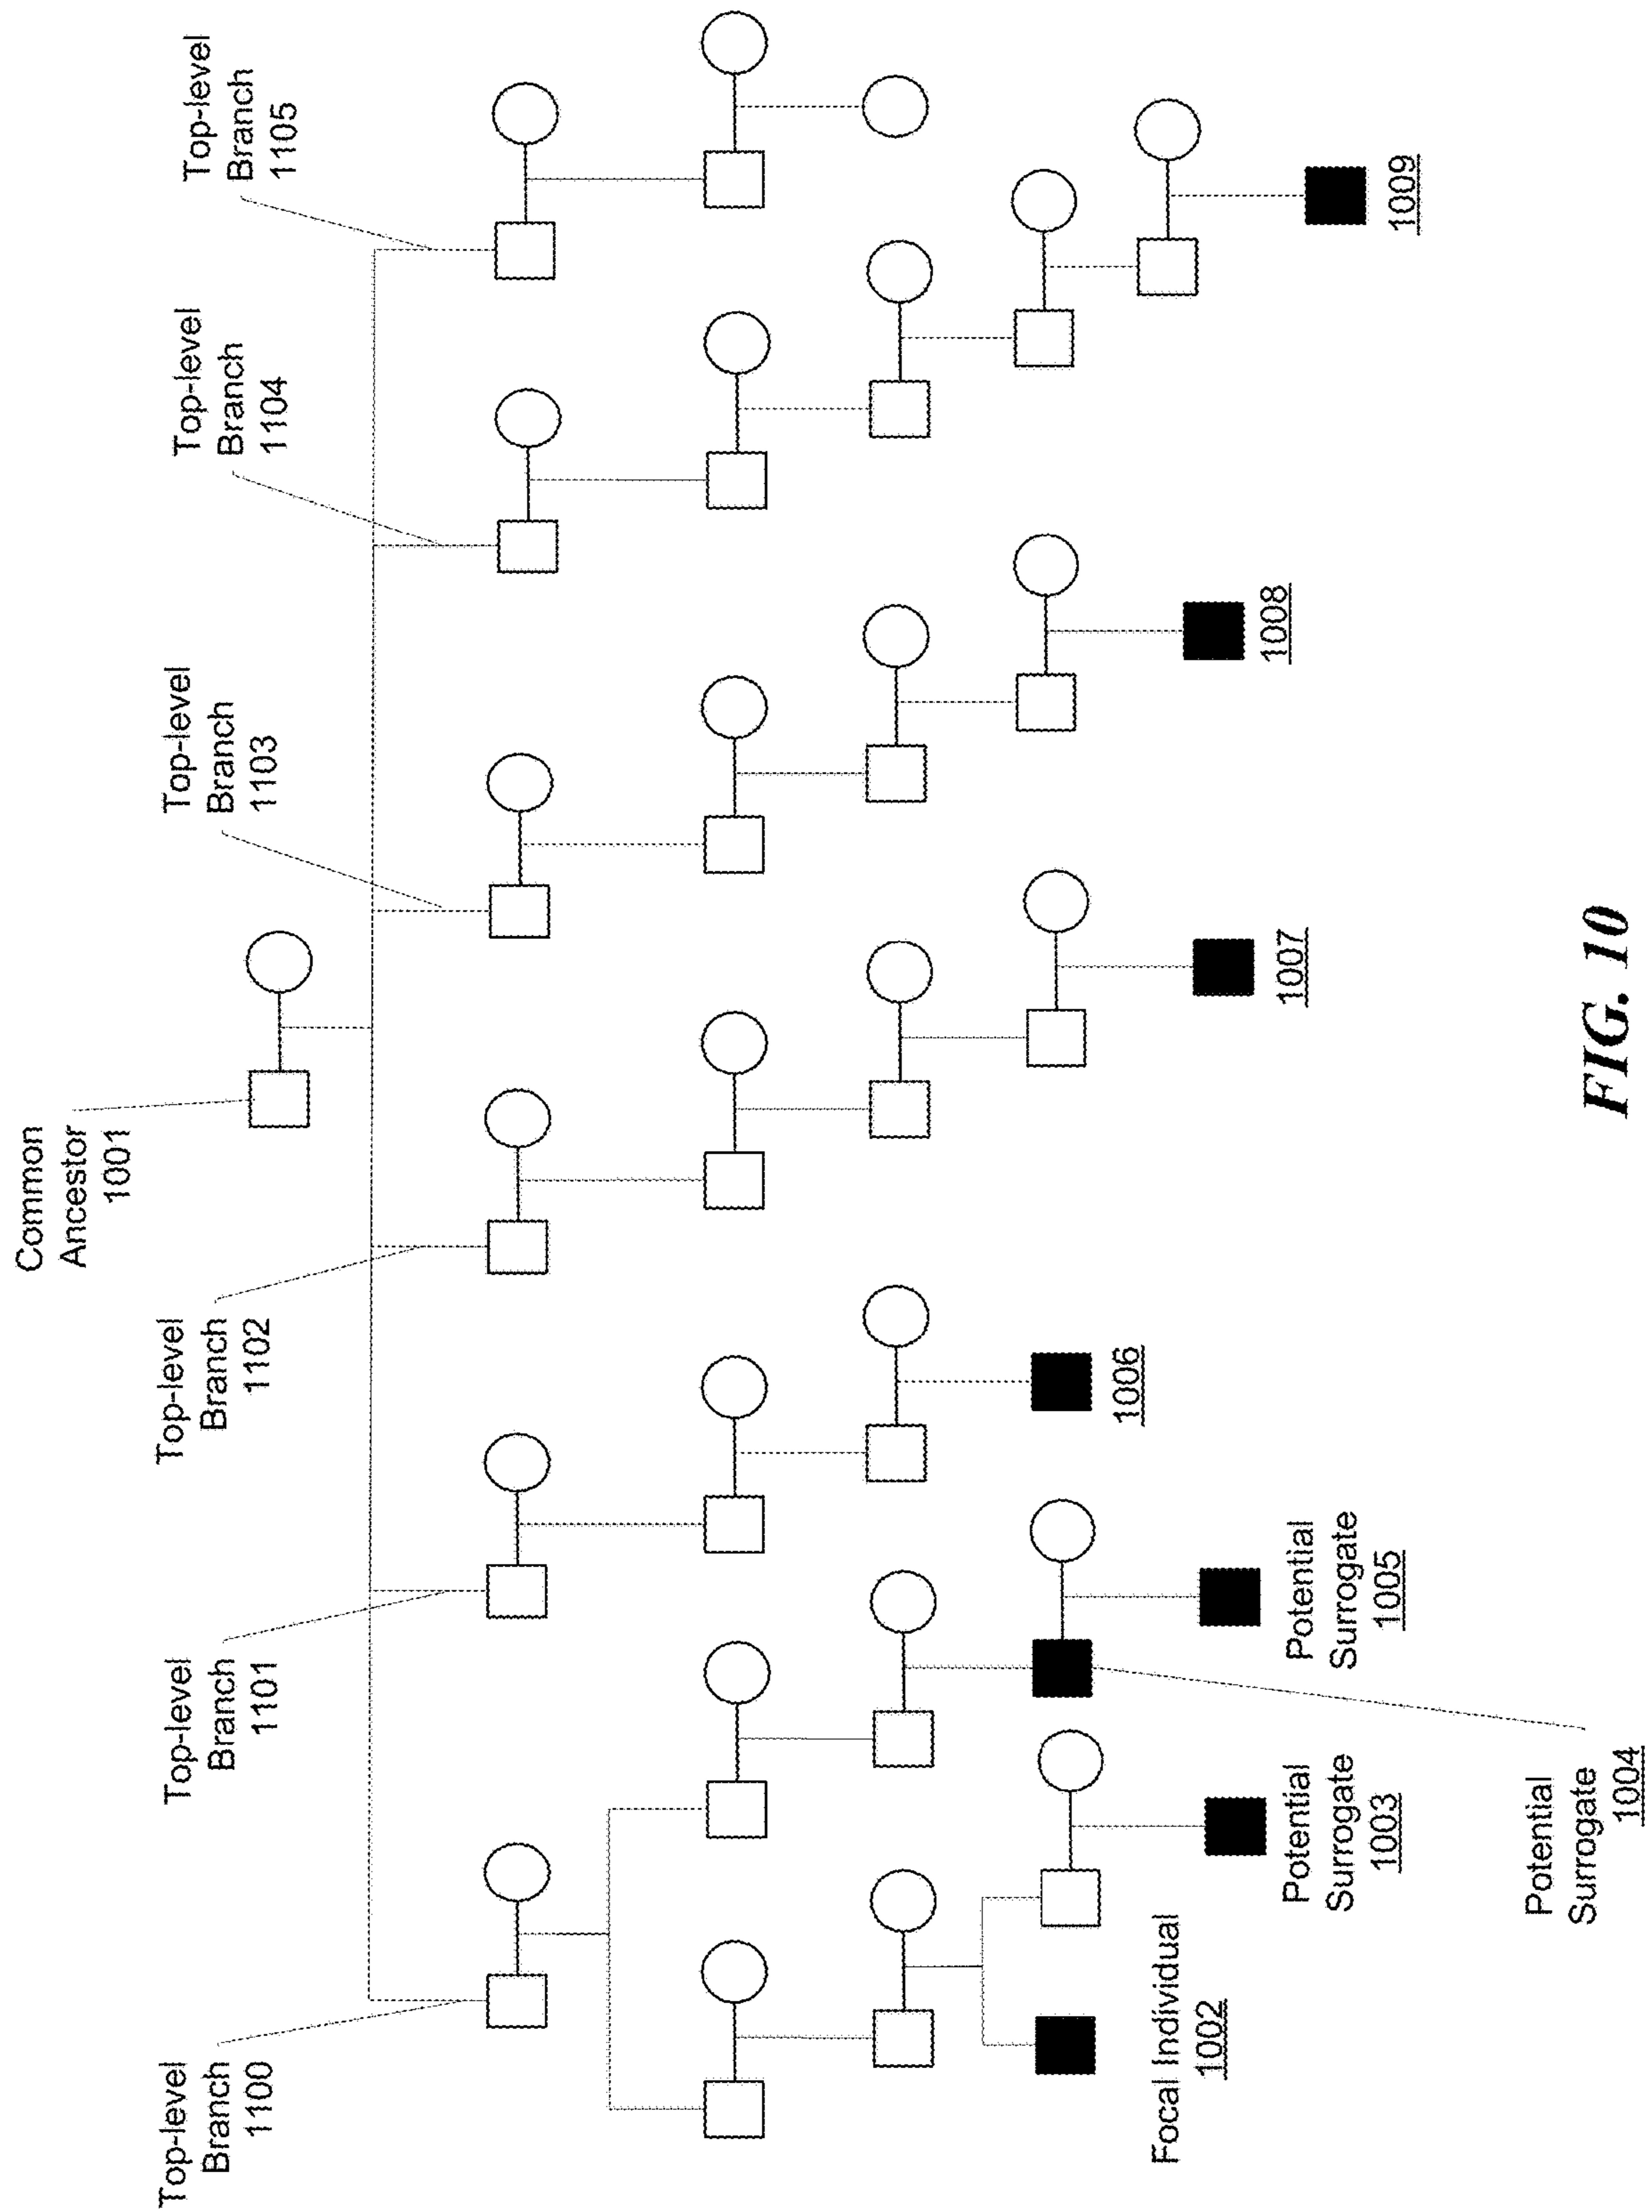 Common
Ancestor
1001
Top-level
Branch
1100
Top-level
Branch
1101
Top-level
Branch
1102
Top-level
Branch
1103
Top-level
Branch
1104
Top-level
Branch
1105
Focal Individual
1002
Potential
Surrogate
1003
Potential
Surrogate
1004
Potential
Surrogate
1005
1006
1007
1008
1009
FIG. 10